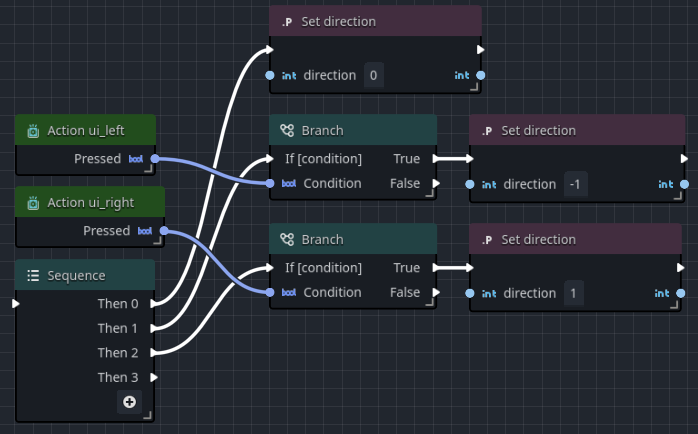 .P Set direction
int direction 0 int
Action ui_left
Pressed bool
Action ui_right
Pressed bool
Sequence
Then 0
Then 1
Then 2
Then 3
Branch
If [condition] True
bool Condition False
.P Set direction
int direction -1 int
Branch
If [condition] True
bool Condition False
.P Set direction
int direction 1 int